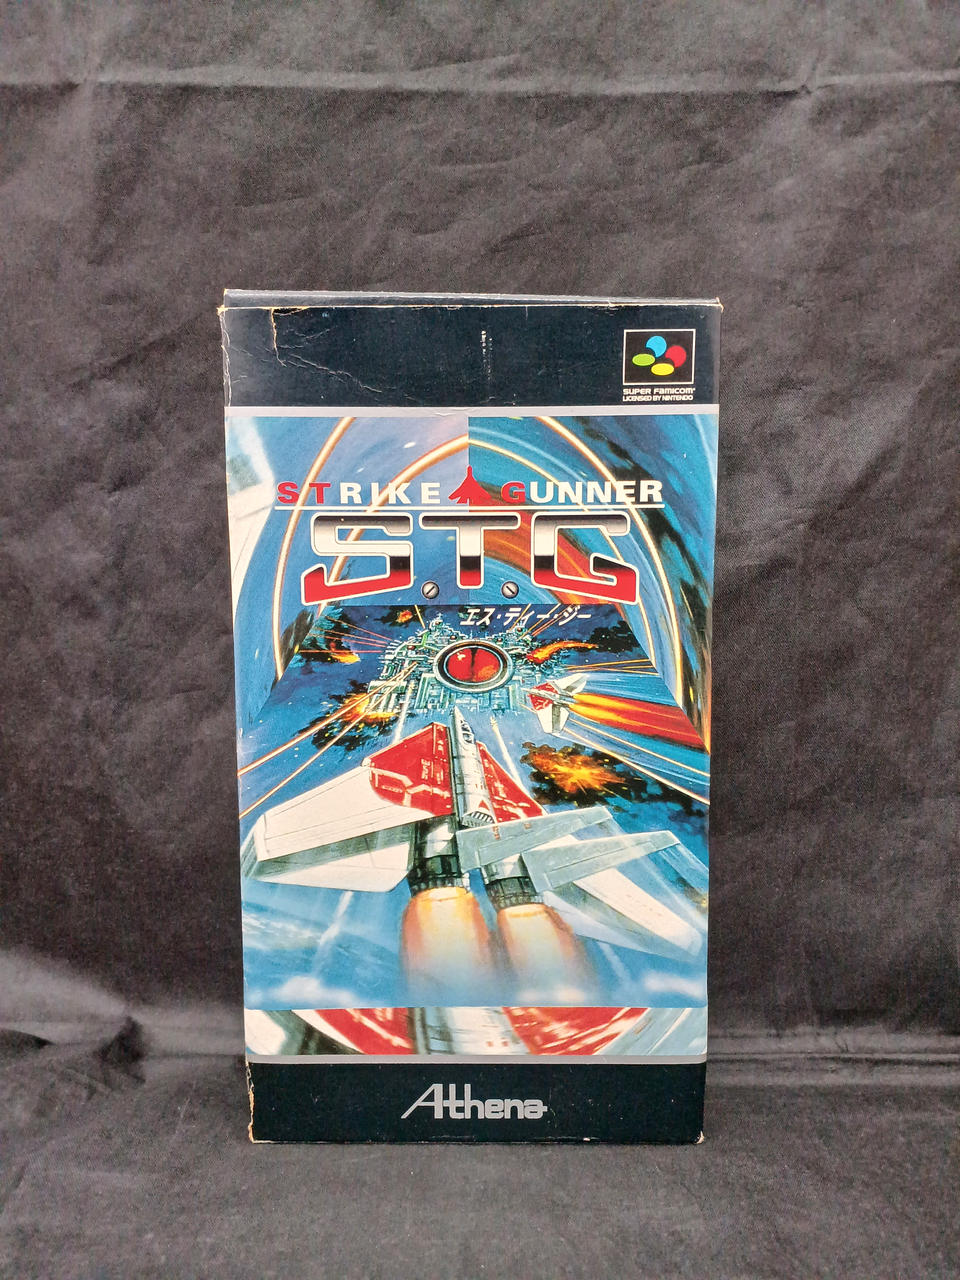 SUPER FAMICOM
LICENSED BY NINTENDO
STRIKE GUNNER
S.T.G
エス・ティー・ジー
Athena